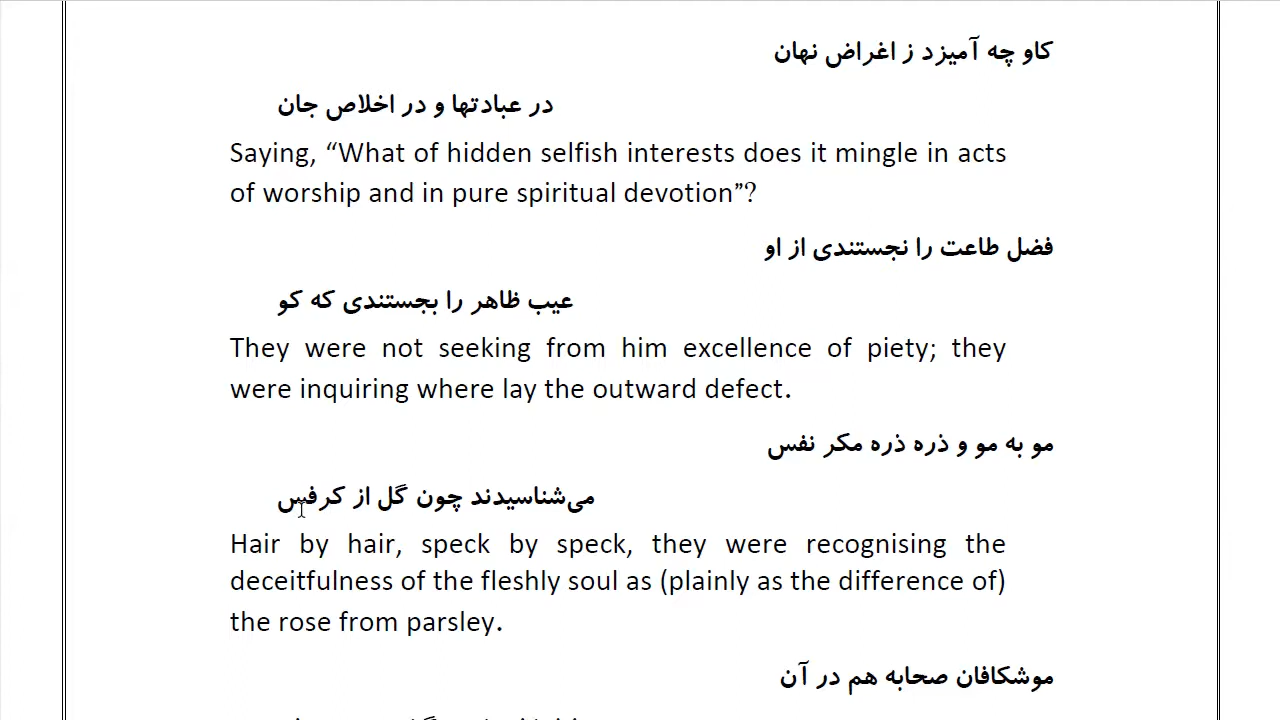 کاو چه آمیزد ز اغراض نهان
در عبادتها و در اخلاص جان
Saying, “What of hidden selfish interests does it mingle in acts
of worship and in pure spiritual devotion”?
فضل طاعت را نجستندی از او
عیب ظاهر را بجستندی که کو
They were not seeking from him excellence of piety; they
were inquiring where lay the outward defect.
مو به مو و ذره ذره مکر نفس
می‌شناسیدند چون گل از کرفس
Hair by hair, speck by speck, they were recognising the
deceitfulness of the fleshly soul as (plainly as the difference of)
the rose from parsley.
موشکافان صحابه هم در آن